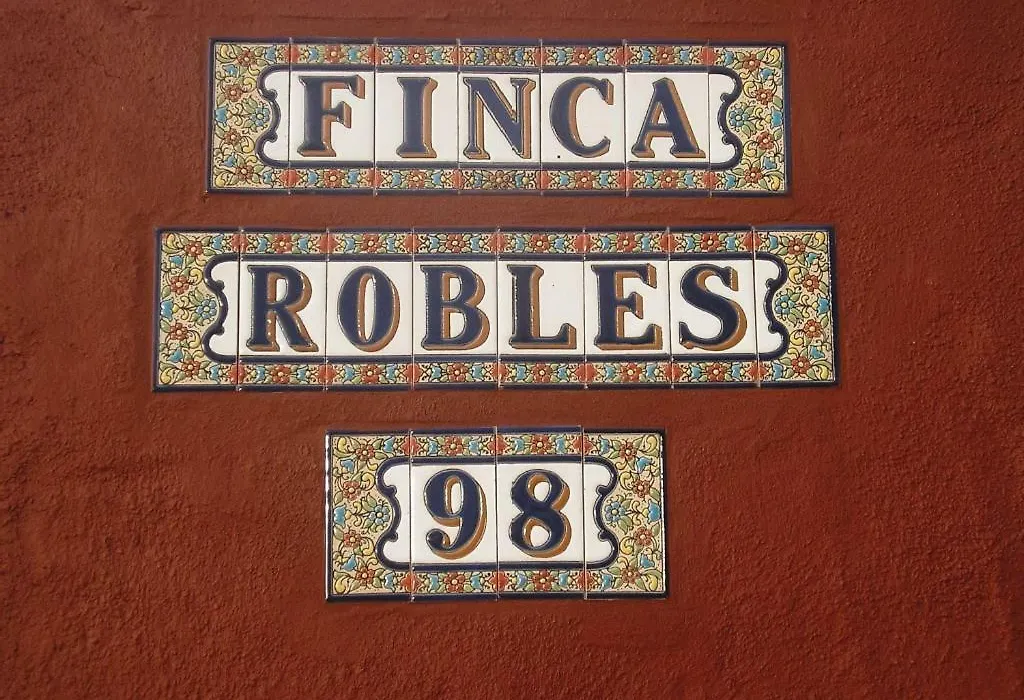 FINCA
ROBLES
98